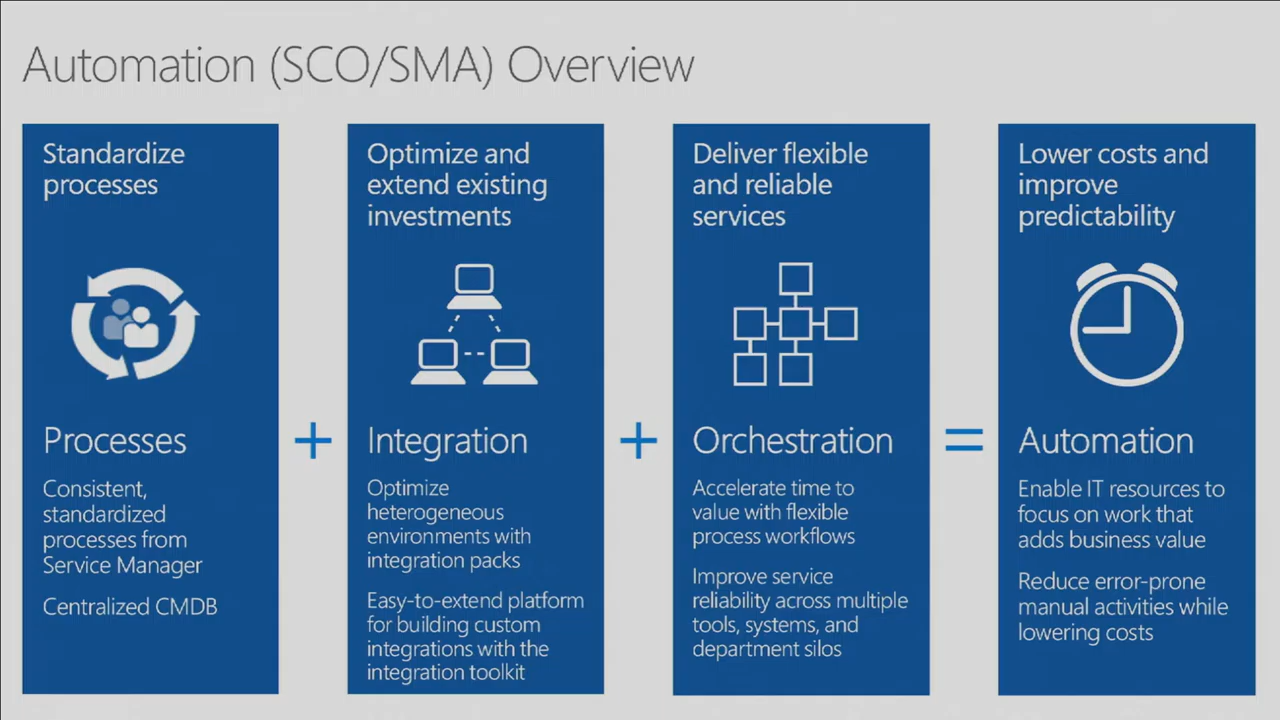 Automation (SCO/SMA) Overview
Standardize
processes
Processes
Consistent,
standardized
processes from
Service Manager
Centralized CMDB
+
Optimize and
extend existing
investments
Integration
Optimize
heterogeneous
environments with
integration packs
Easy-to-extend platform
for building custom
integrations with the
integration toolkit
+
Deliver flexible
and reliable
services
Orchestration
Accelerate time to
value with flexible
process workflows
Improve service
reliability across multiple
tools, systems, and
department silos
=
Lower costs and
improve
predictability
Automation
Enable IT resources to
focus on work that
adds business value
Reduce error-prone
manual activities while
lowering costs